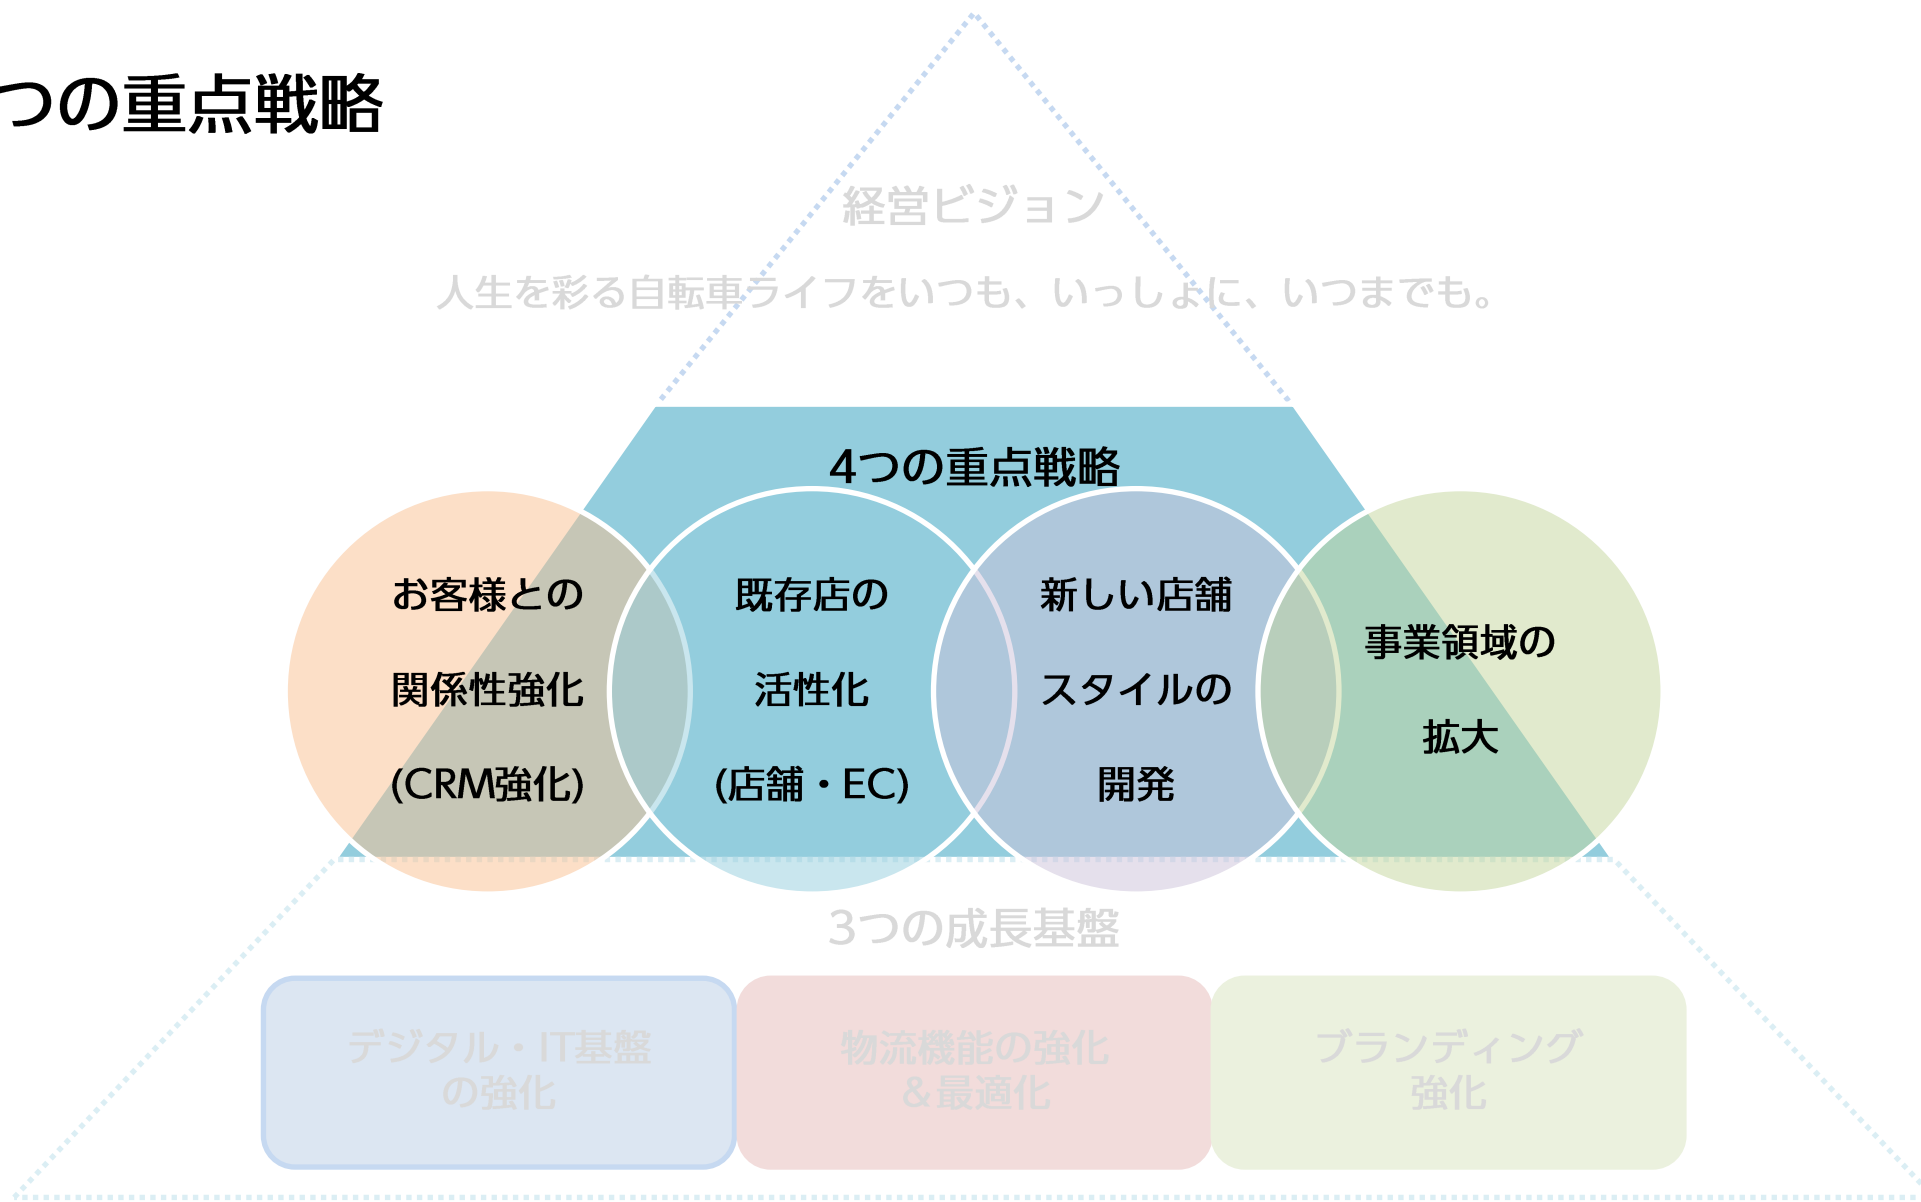 つの重点戦略
経営ビジョン
人生を彩る自転車ライフをいつも、いっしょに、いつまでも。
4つの重点戦略
お客様との
関係性強化
(CRM強化)
既存店の
活性化
(店舗・EC)
新しい店舗
スタイルの
開発
事業領域の
拡大
3つの成長基盤
デジタル・IT基盤
の強化
物流機能の強化
＆最適化
ブランディング
強化